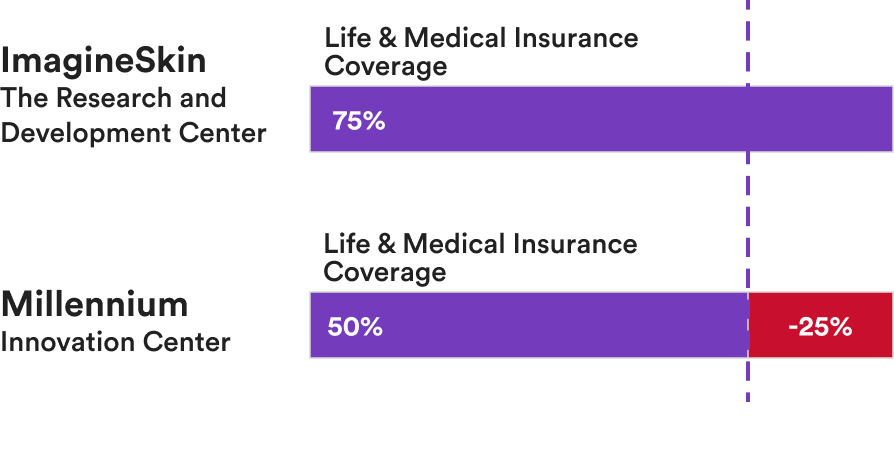 ImagineSkin
The Research and
Development Center
Life & Medical Insurance
Coverage
75%
Millennium
Innovation Center
Life & Medical Insurance
Coverage
50%
-25%